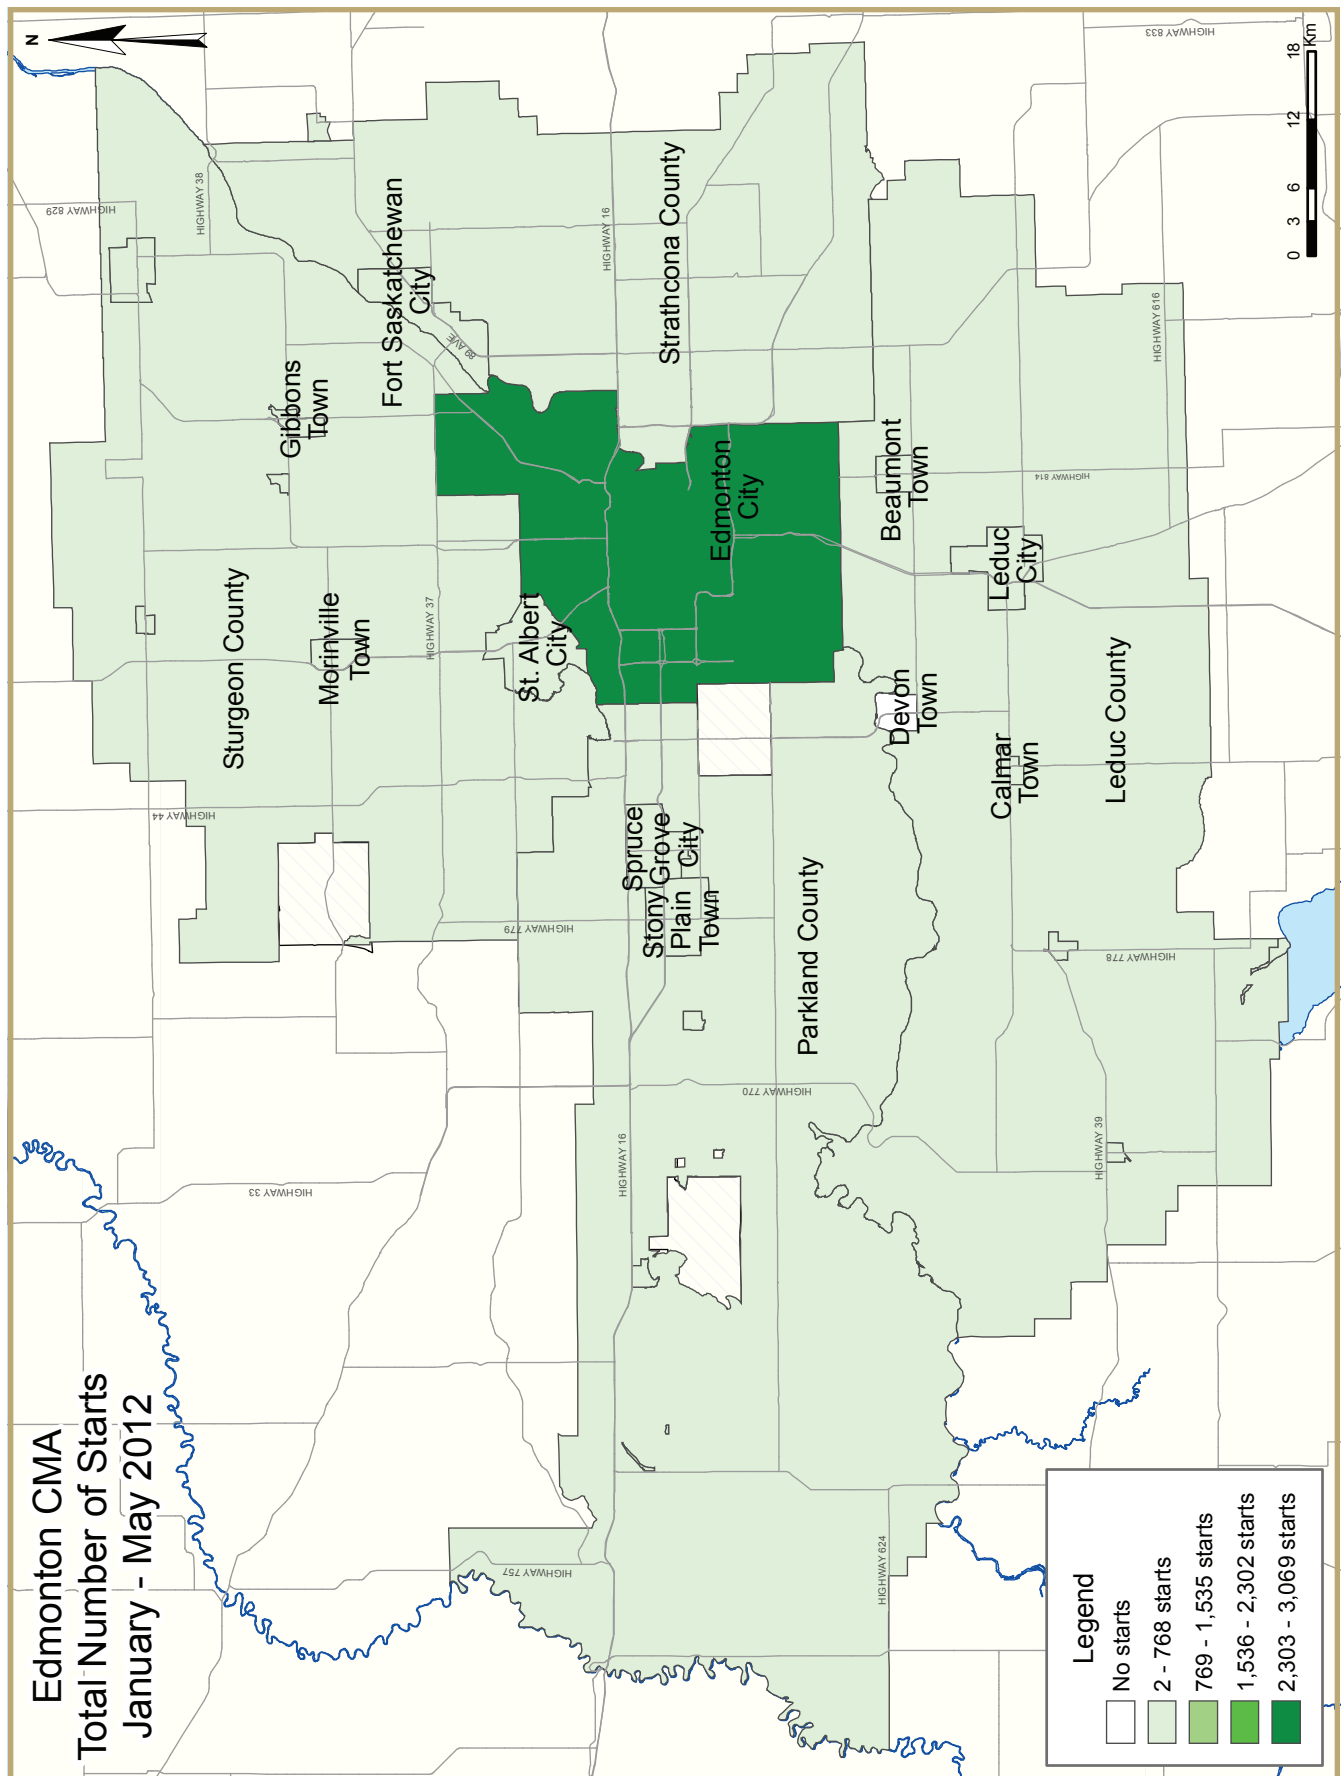 Edmonton CMA
Total Number of Starts
January - May 2012
N
HIGHWAY 829
HIGHWAY 38
HIGHWAY 833
HIGHWAY 44
HIGHWAY 33
Gibbons
Town
Sturgeon County
Morinville
Town
Fort Saskatchewan
City
89 AVE
HIGHWAY 37
St. Albert
City
HIGHWAY 779
HIGHWAY 757
HIGHWAY 16
HIGHWAY 16
Strathcona County
Edmonton
City
Spruce
Grove
City
Stony
Plain
Town
Parkland County
HIGHWAY 770
HIGHWAY 624
Beaumont
Town
Devon
Town
Leduc
City
Calmar
Town
HIGHWAY 814
Leduc County
HIGHWAY 616
HIGHWAY 778
HIGHWAY 39
Legend
No starts
2 - 768 starts
769 - 1,535 starts
1,536 - 2,302 starts
2,303 - 3,069 starts
0 3 6 12 18
Km